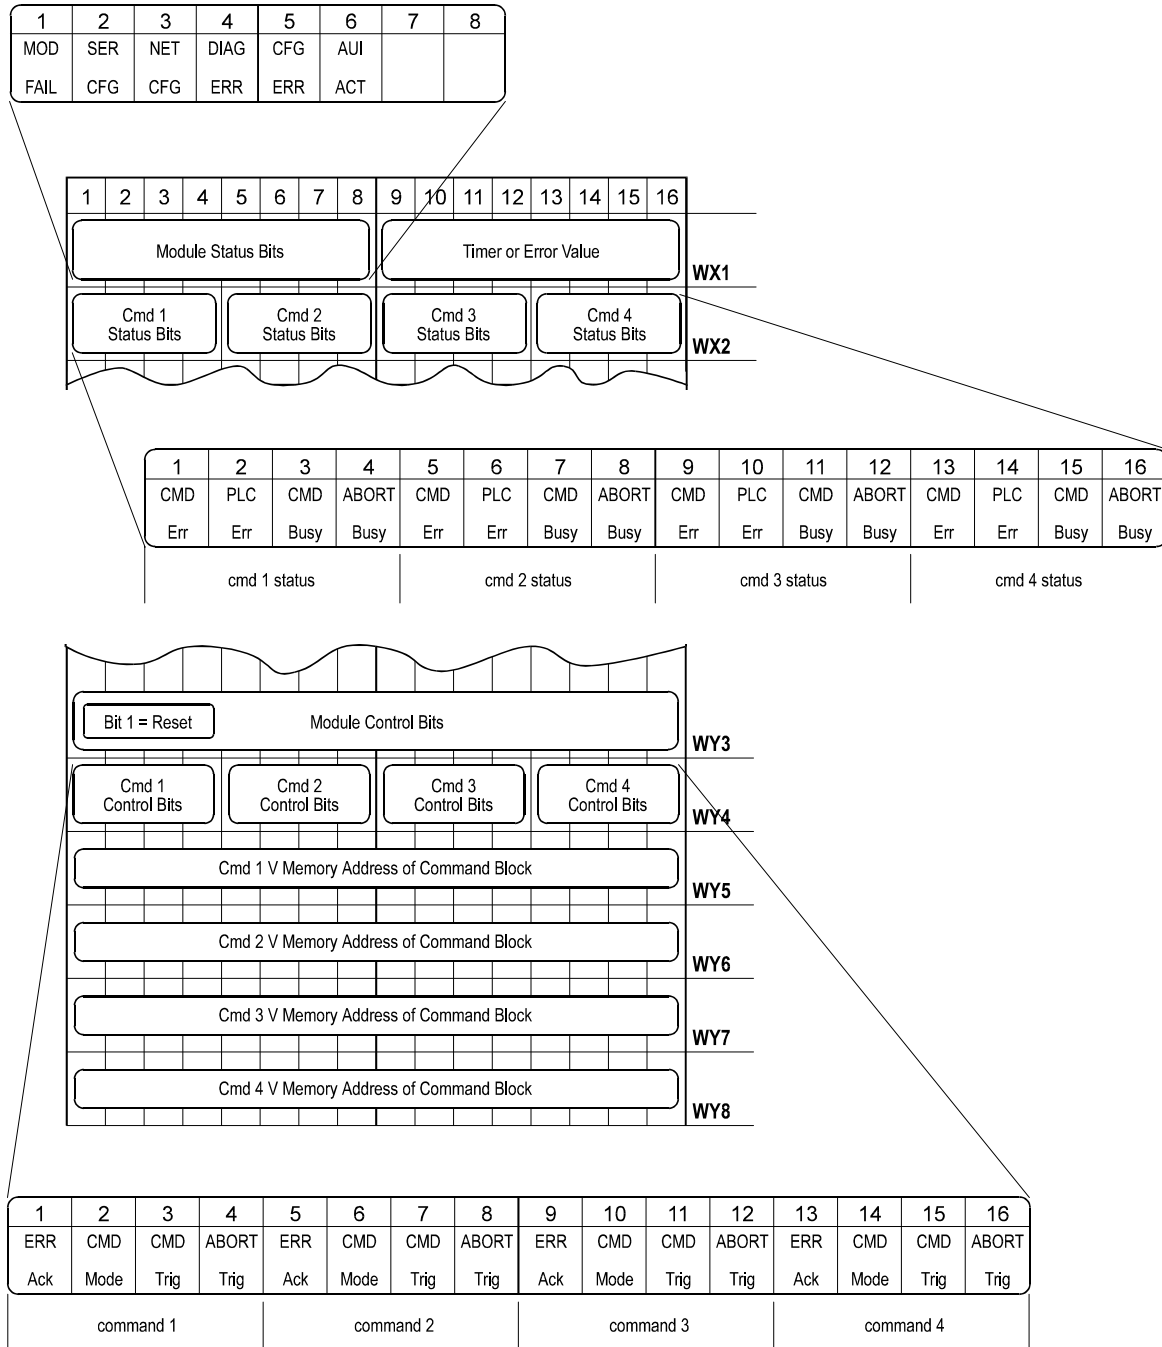 1 2 3 4 5 6 7 8
MOD SER NET DIAG CFG AUI
FAIL CFG CFG ERR ERR ACT
1 2 3 4 5 6 7 8 9 10 11 12 13 14 15 16
Module Status Bits Timer or Error Value
WX1
Cmd 1 Cmd 2 Cmd 3 Cmd 4
Status Bits Status Bits Status Bits Status Bits
WX2
1 2 3 4 5 6 7 8 9 10 11 12 13 14 15 16
CMD PLC CMD ABORT CMD PLC CMD ABORT CMD PLC CMD ABORT CMD PLC CMD ABORT
Err Err Busy Busy Err Err Busy Busy Err Err Busy Busy Err Err Busy Busy
cmd 1 status cmd 2 status cmd 3 status cmd 4 status
Bit 1 = Reset Module Control Bits
WY3
Cmd 1 Cmd 2 Cmd 3 Cmd 4
Control Bits Control Bits Control Bits Control Bits
WY4
Cmd 1 V Memory Address of Command Block
WY5
Cmd 2 V Memory Address of Command Block
WY6
Cmd 3 V Memory Address of Command Block
WY7
Cmd 4 V Memory Address of Command Block
WY8
1 2 3 4 5 6 7 8 9 10 11 12 13 14 15 16
ERR CMD CMD ABORT ERR CMD CMD ABORT ERR CMD CMD ABORT ERR CMD CMD ABORT
Ack Mode Trig Trig Ack Mode Trig Trig Ack Mode Trig Trig Ack Mode Trig Trig
command 1 command 2 command 3 command 4